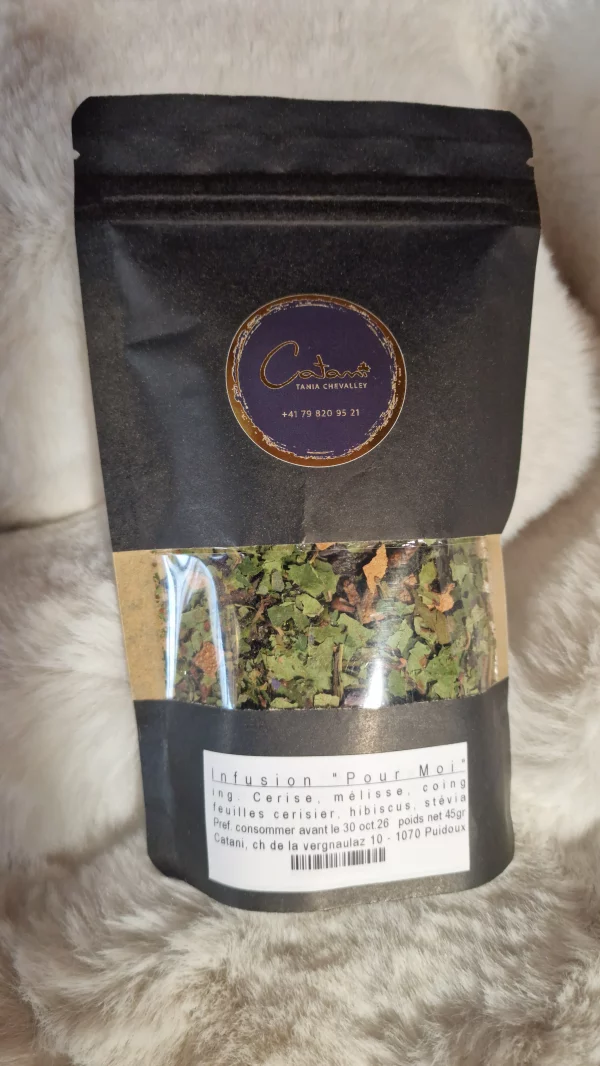 Catani
TANIA CHEVALLEY
+41 79 820 95 21
Infusion "Pour Moi"
ing. Cerise, mélisse, coing
feuilles cerisier, hibiscus, stévia
Préf. consommer avant le 30 oct.26 poids net 45gr
Catani, ch de la vergnaulaz 10 - 1070 Puidoux